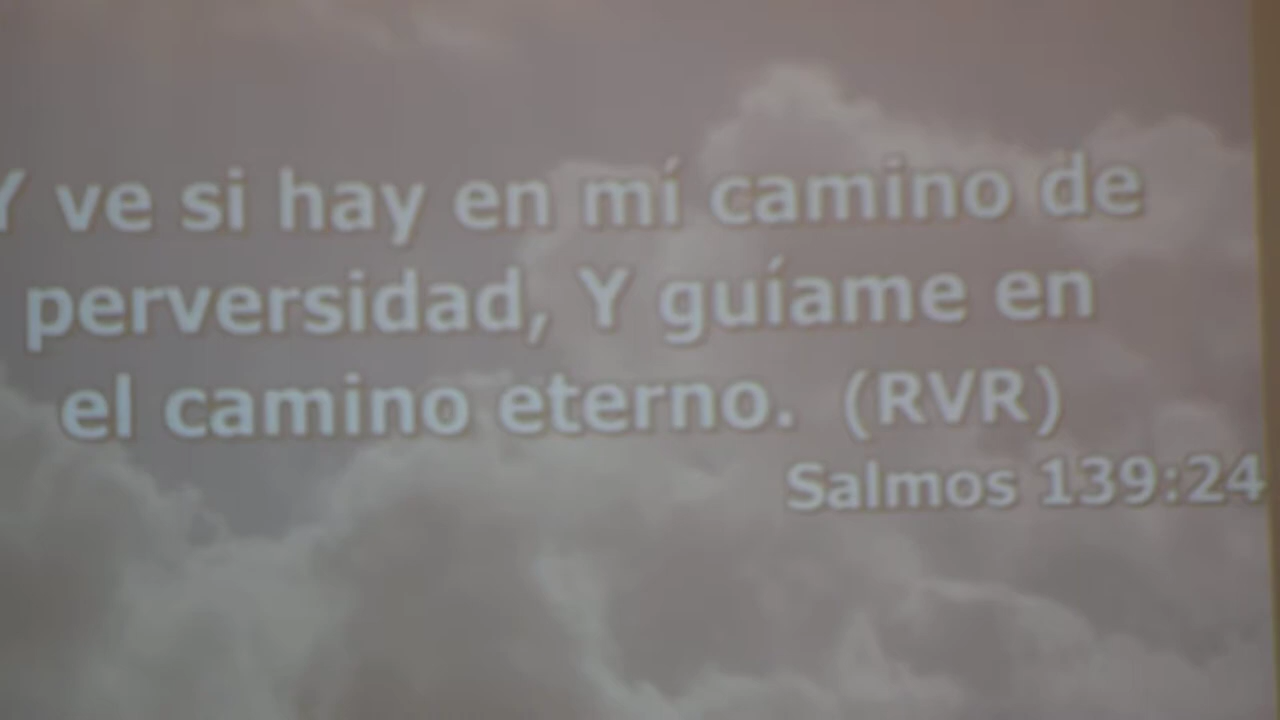 Y ve si hay en mí camino de
perversidad, Y guíame en
el camino eterno. (RVR)
Salmos 139:24